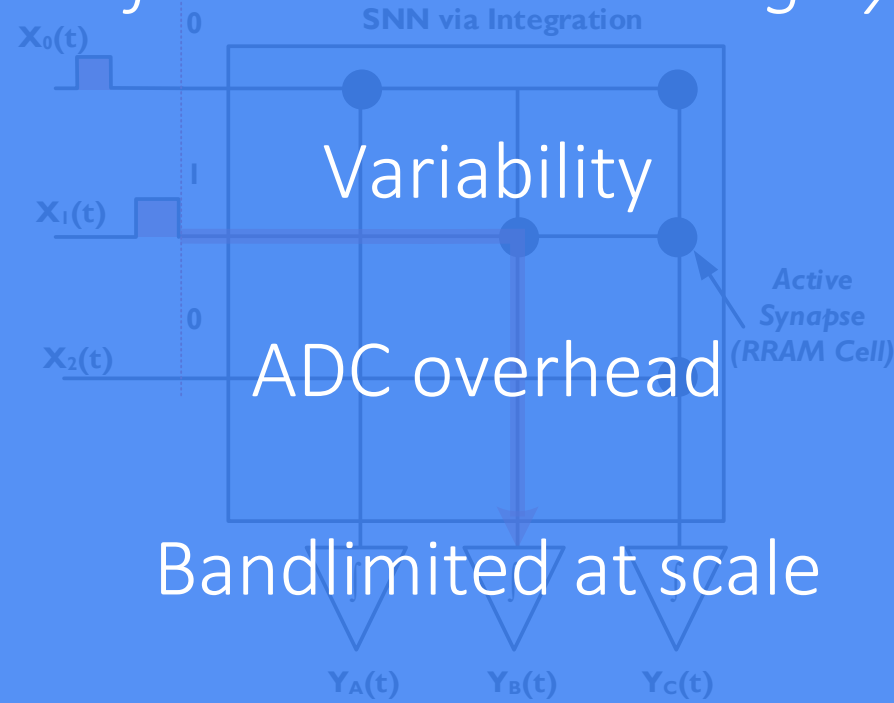 0
SNN via Integration
X₀(t)
Variability
1
X₁(t)
Active
Synapse
(RRAM Cell)
0
X₂(t)
ADC overhead
Bandlimited at scale
∫ ∫ ∫
Y_A(t) Y_B(t) Y_C(t)